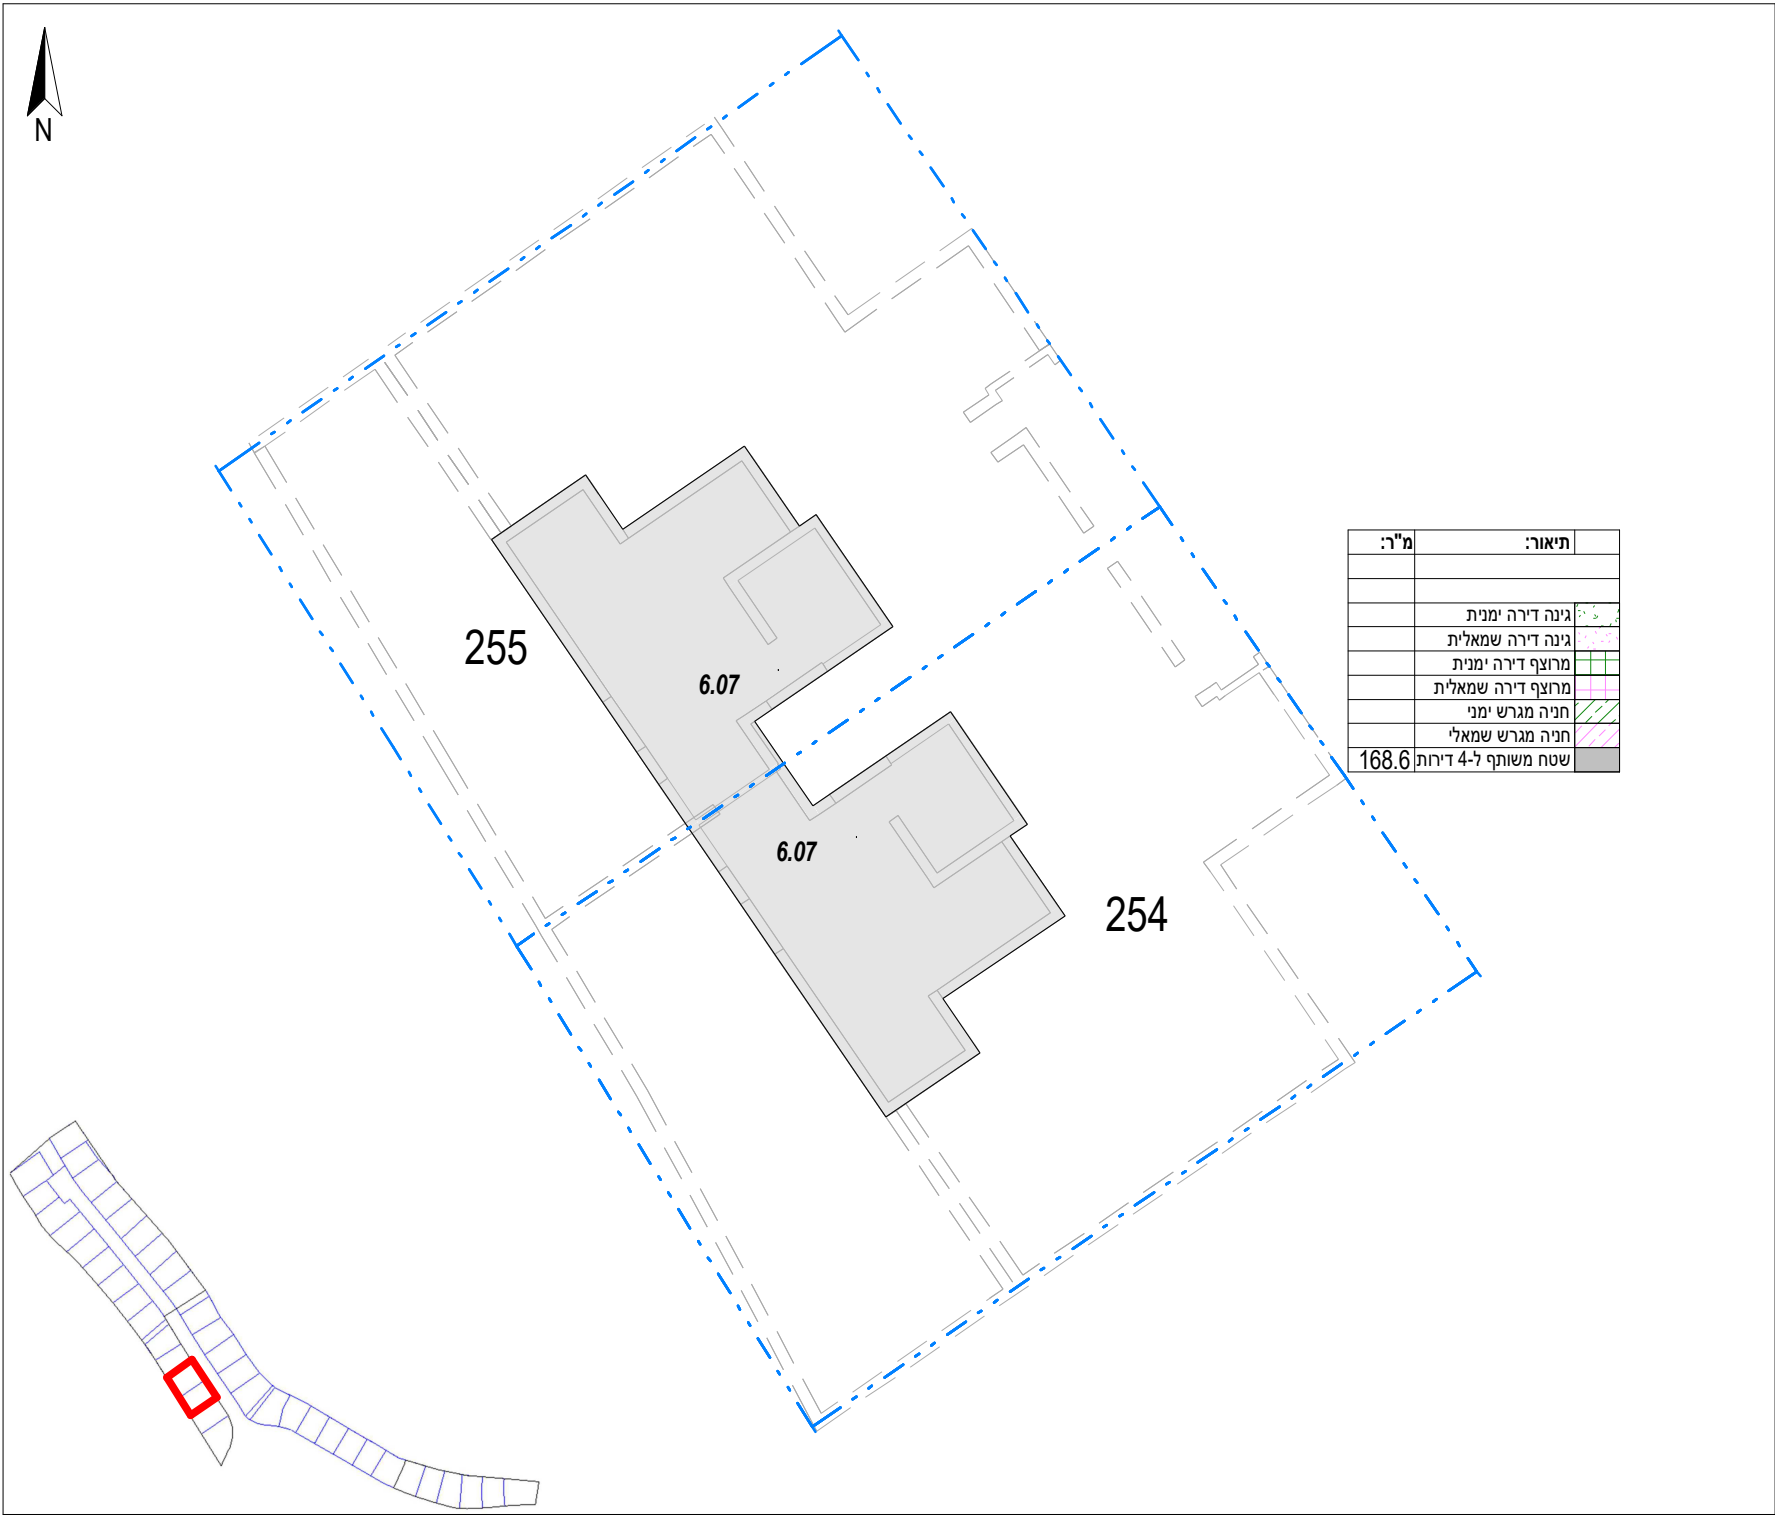 N
255
6.07
6.07
254
תיאור: מ"ר:
גינה דירה ימנית
גינה דירה שמאלית
מרוצף דירה ימנית
מרוצף דירה שמאלית
חניה מגרש ימני
חניה מגרש שמאלי
שטח משותף ל-4 דירות 168.6